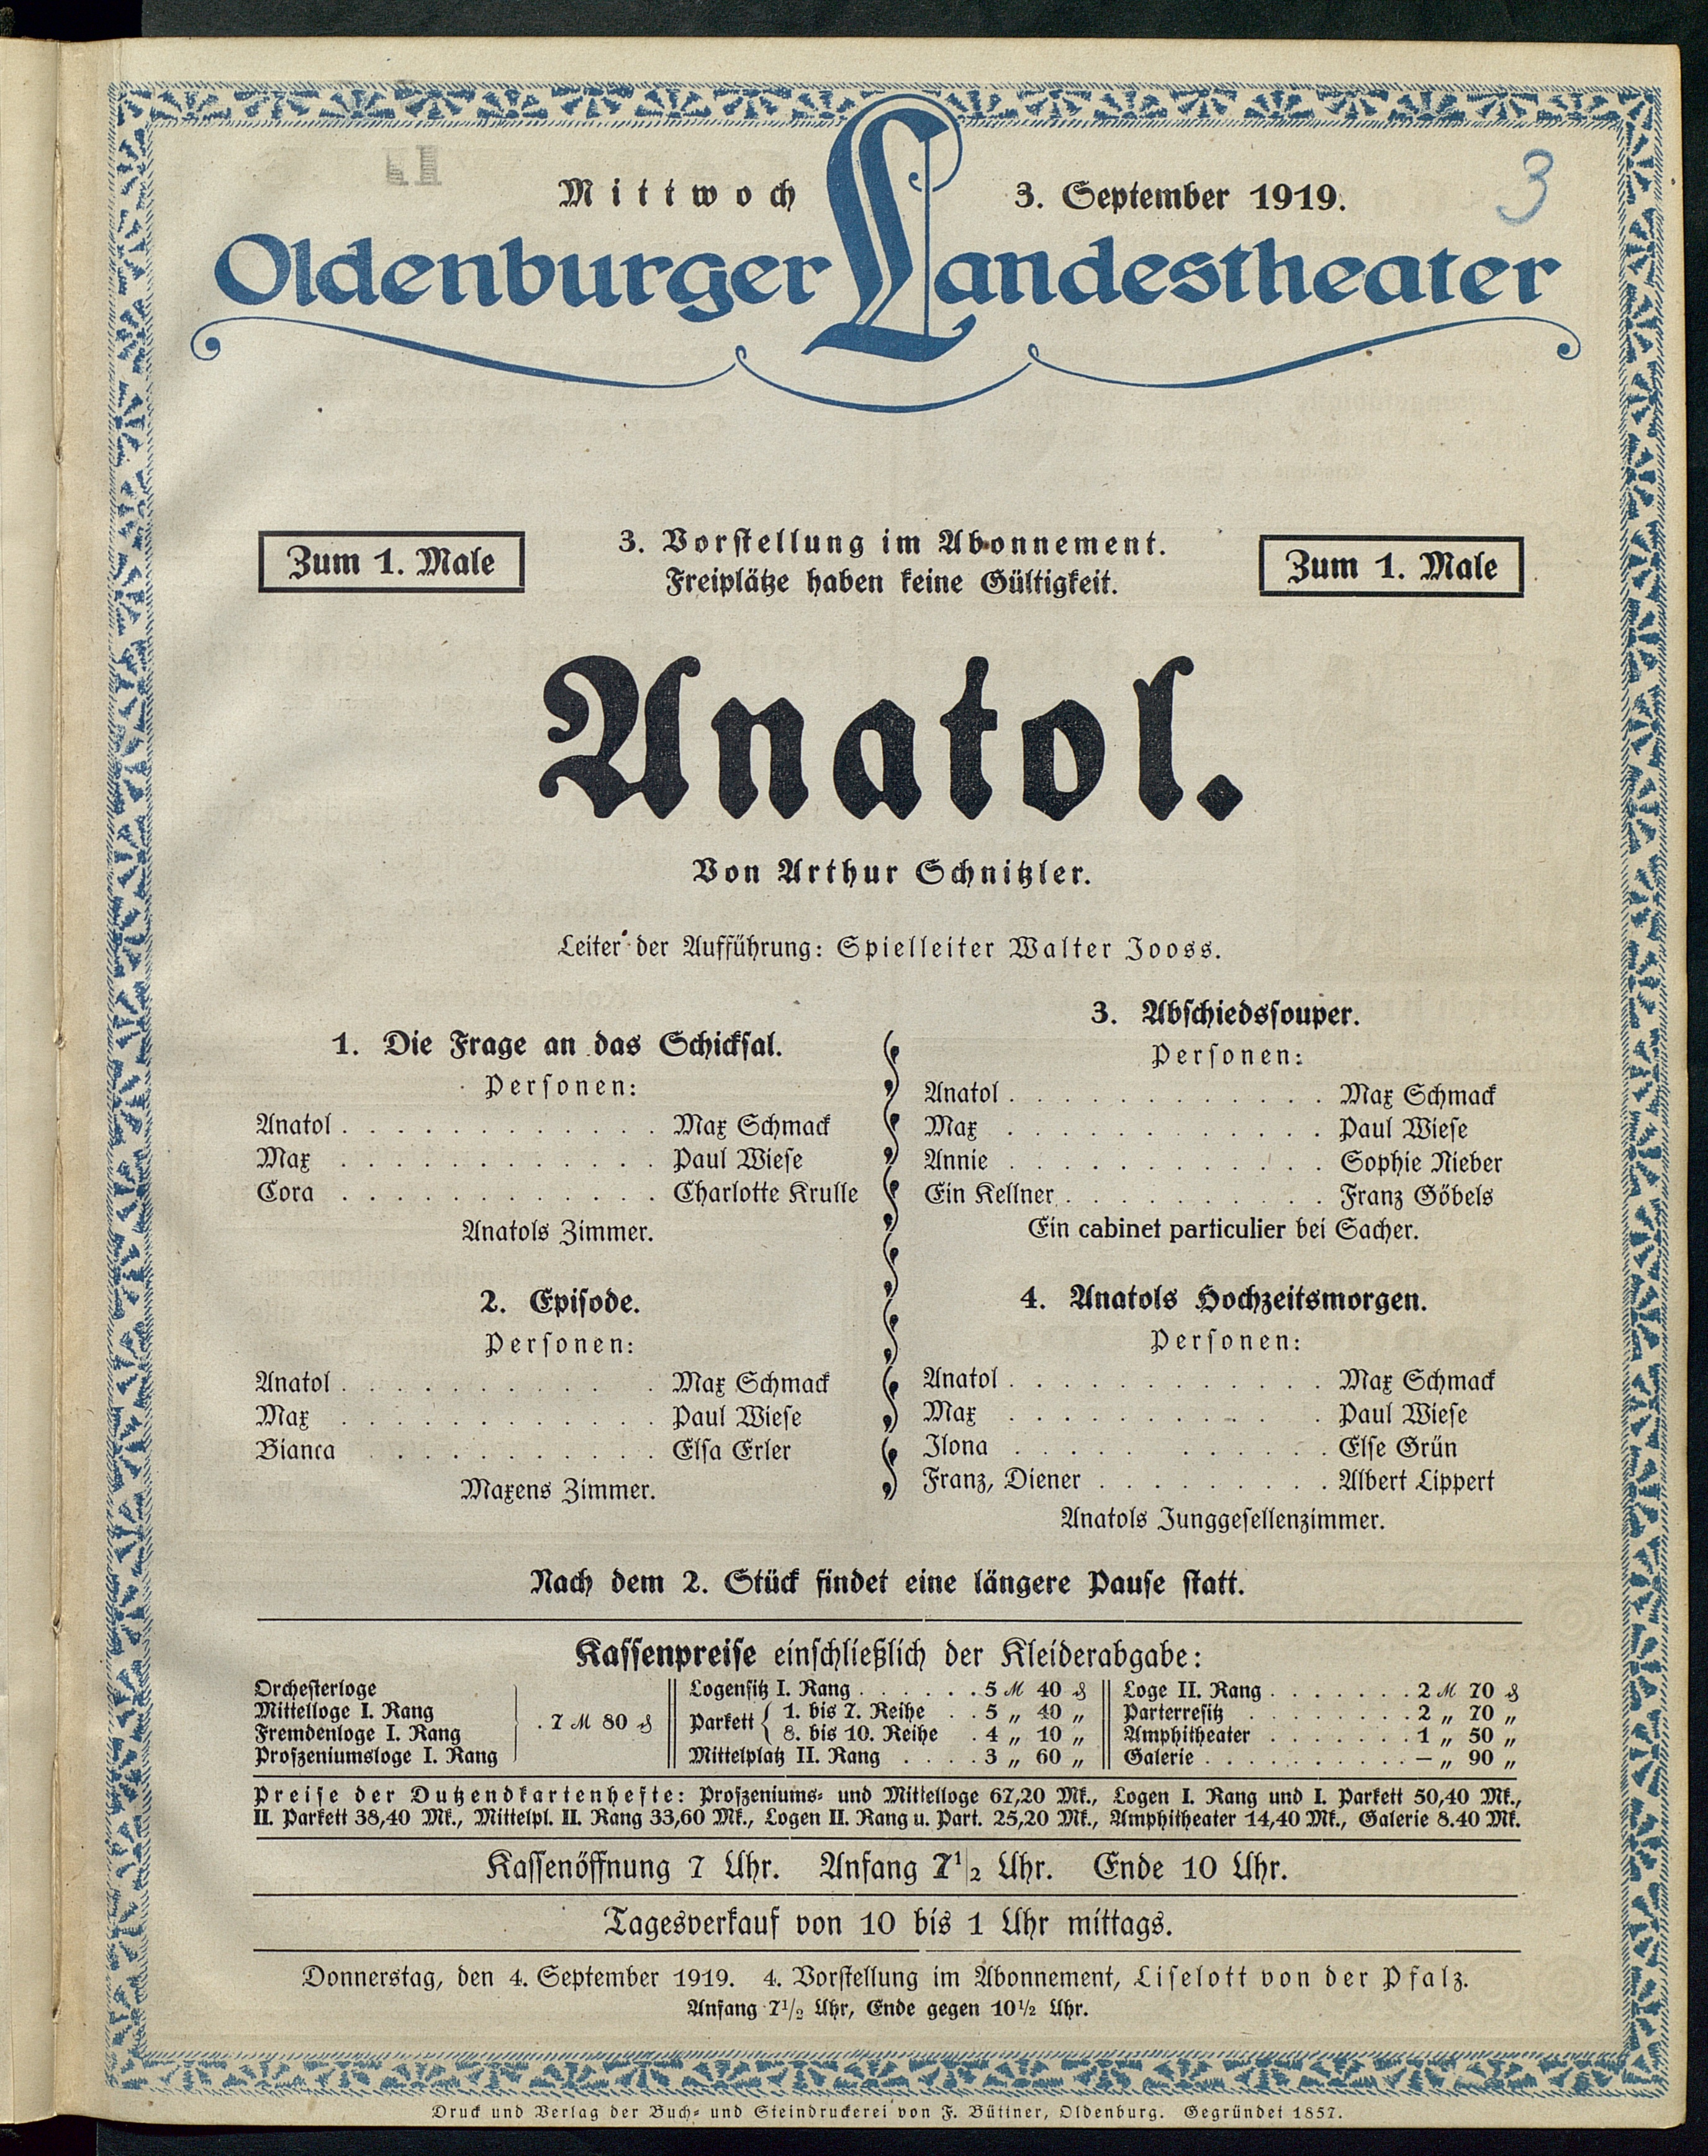 Mittwoch 3. September 1919.
3
Oldenburger Landestheater
Zum 1. Male
3. Vorstellung im Abonnement.
Freiplätze haben keine Gültigkeit.
Zum 1. Male
Anatol.
Von Arthur Schnitzler.
Leiter der Aufführung: Spielleiter Walter Jooss.
1. Die Frage an das Schicksal.
Personen:
Anatol . . . . . . . . . . . . Max Schmack
Max . . . . . . . . . . . . Paul Wiese
Cora . . . . . . . . . . . . Charlotte Krulle
Anatols Zimmer.
2. Episode.
Personen:
Anatol . . . . . . . . . . . . Max Schmack
Max . . . . . . . . . . . . Paul Wiese
Bianca . . . . . . . . . . . Elsa Erler
Maxens Zimmer.
3. Abschiedssouper.
Personen:
Anatol . . . . . . . . . . . . Max Schmack
Max . . . . . . . . . . . . Paul Wiese
Annie . . . . . . . . . . . . Sophie Nieber
Ein Kellner . . . . . . . . . . Franz Göbels
Ein cabinet particulier bei Sacher.
4. Anatols Hochzeitsmorgen.
Personen:
Anatol . . . . . . . . . . . . Max Schmack
Max . . . . . . . . . . . . Paul Wiese
Ilona . . . . . . . . . . . . Else Grün
Franz, Diener . . . . . . . . . Albert Lippert
Anatols Junggesellenzimmer.
Nach dem 2. Stück findet eine längere Pause statt.
Kassenpreise einschließlich der Kleiderabgabe:
Orchesterloge
Mittelloge I. Rang
Fremdenloge I. Rang
Proszeniumsloge I. Rang
. 7 ℳ 80 ₰
Logensitz I. Rang . . . . . . 5 ℳ 40 ₰
Parkett { 1. bis 7. Reihe . . 5 „ 40 „
8. bis 10. Reihe . 4 „ 10 „
Mittelplatz II. Rang . . . . 3 „ 60 „
Loge II. Rang . . . . . . . 2 ℳ 70 ₰
Parterresitz . . . . . . . . 2 „ 70 „
Amphitheater . . . . . . . 1 „ 50 „
Galerie . . . . . . . . . . — „ 90 „
Preise der Dutzendkartenhefte: Proszeniums- und Mittelloge 67,20 Mk., Logen I. Rang und I. Parkett 50,40 Mk.,
II. Parkett 38,40 Mk., Mittelpl. II. Rang 33,60 Mk., Logen II. Rang u. Part. 25,20 Mk., Amphitheater 14,40 Mk., Galerie 8.40 Mk.
Kassenöffnung 7 Uhr. Anfang 7 1/2 Uhr. Ende 10 Uhr.
Tagesverkauf von 10 bis 1 Uhr mittags.
Donnerstag, den 4. September 1919. 4. Vorstellung im Abonnement, Liselott von der Pfalz.
Anfang 7 1/2 Uhr, Ende gegen 10 1/2 Uhr.
Druck und Verlag der Buch- und Steindruckerei von F. Büttner, Oldenburg. Gegründet 1857.